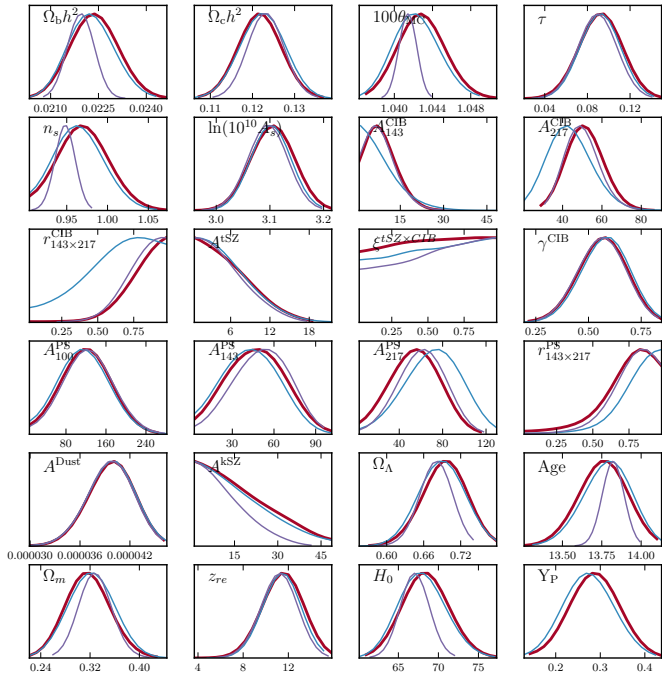 Ω_b h² Ω_c h² 100θ_MC τ
0.0210 0.0225 0.0240 0.11 0.12 0.13 1.040 1.044 1.048 0.04 0.08 0.12
n_s ln(10¹⁰ A_s) A^CIB_143 A^CIB_217
0.95 1.00 1.05 3.0 3.1 3.2 15 30 45 40 60 80
r^CIB_143×217 A^tSZ ξ^tSZ×CIB γ^CIB
0.25 0.50 0.75 6 12 18 0.25 0.50 0.75 0.25 0.50 0.75
A^PS_100 A^PS_143 A^PS_217 r^PS_143×217
80 160 240 30 60 90 40 80 120 0.25 0.50 0.75
A^Dust A^kSZ Ω_Λ Age
0.000030 0.000036 0.000042 15 30 45 0.60 0.66 0.72 13.50 13.75 14.00
Ω_m z_re H_0 Y_P
0.24 0.32 0.40 4 8 12 65 70 75 0.2 0.3 0.4